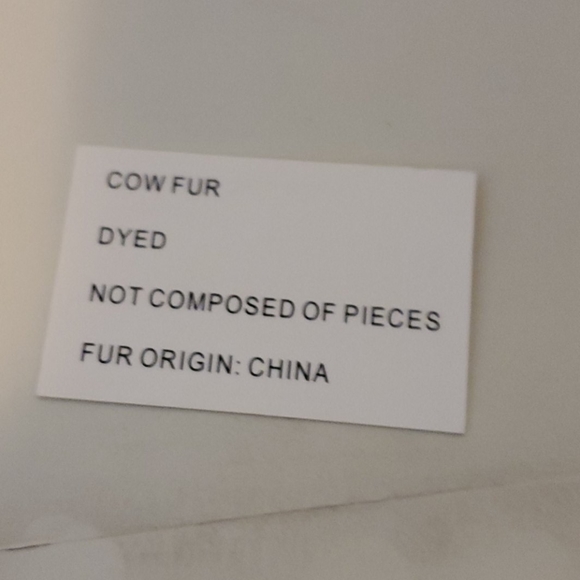 COW FUR
DYED
NOT COMPOSED OF PIECES
FUR ORIGIN: CHINA